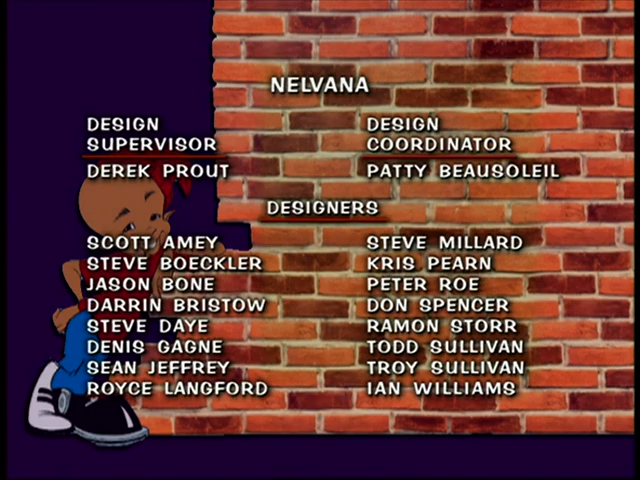 NELVANA
DESIGN SUPERVISOR
DEREK PROUT
DESIGN COORDINATOR
PATTY BEAUSOLEIL
DESIGNERS
SCOTT AMEY
STEVE BOECKLER
JASON BONE
DARRIN BRISTOW
STEVE DAYE
DENIS GAGNE
SEAN JEFFREY
ROYCE LANGFORD
STEVE MILLARD
KRIS PEARN
PETER ROE
DON SPENCER
RAMON STORR
TODD SULLIVAN
TROY SULLIVAN
IAN WILLIAMS